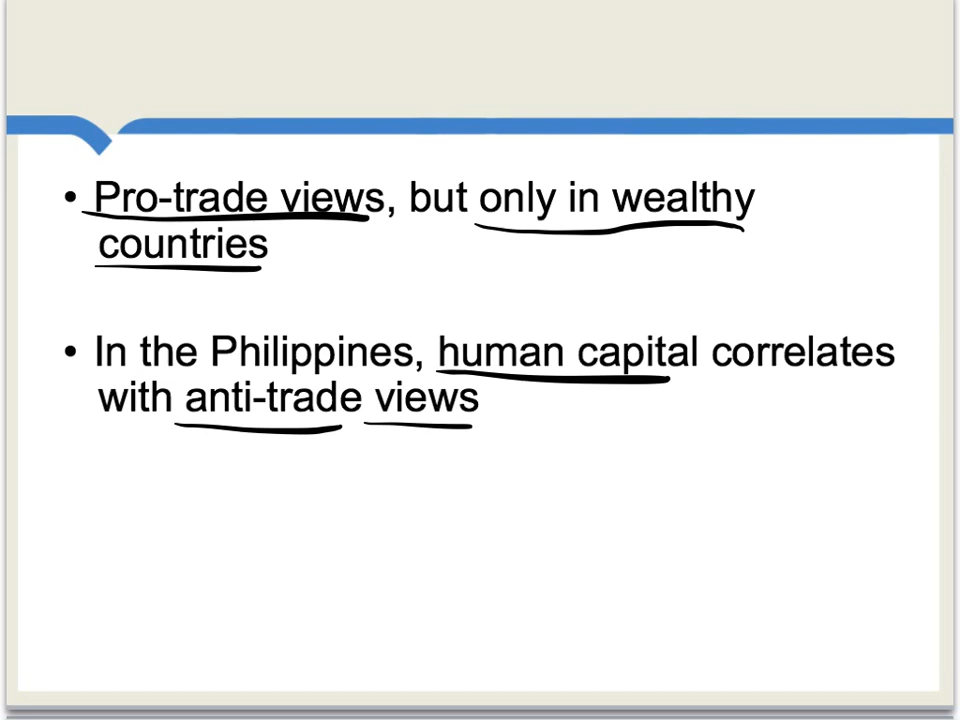 • Pro-trade views, but only in wealthy
countries
• In the Philippines, human capital correlates
with anti-trade views